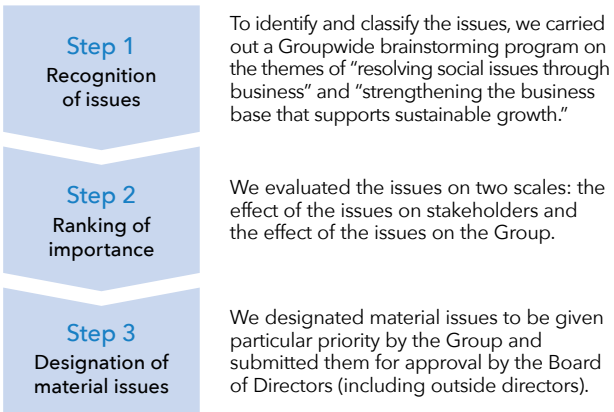 Step 1
Recognition
of issues
To identify and classify the issues, we carried
out a Groupwide brainstorming program on
the themes of “resolving social issues through
business” and “strengthening the business
base that supports sustainable growth.”
Step 2
Ranking of
importance
We evaluated the issues on two scales: the
effect of the issues on stakeholders and
the effect of the issues on the Group.
Step 3
Designation of
material issues
We designated material issues to be given
particular priority by the Group and
submitted them for approval by the Board
of Directors (including outside directors).